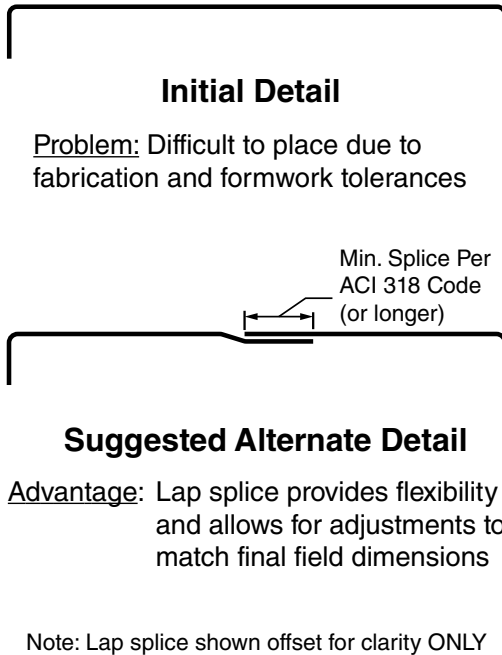 Initial Detail
Problem: Difficult to place due to
fabrication and formwork tolerances
Min. Splice Per
ACI 318 Code
(or longer)
Suggested Alternate Detail
Advantage: Lap splice provides flexibility
and allows for adjustments to
match final field dimensions
Note: Lap splice shown offset for clarity ONLY